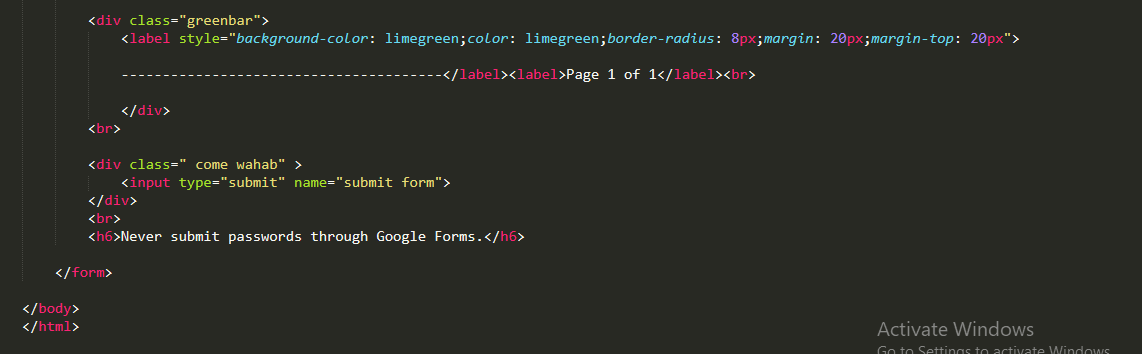 <div class="greenbar">
<label style="background-color: limegreen;color: limegreen;border-radius: 8px;margin: 20px;margin-top: 20px">
---------------------------------------</label><label>Page 1 of 1</label><br>
</div>
<br>
<div class=" come wahab" >
<input type="submit" name="submit form">
</div>
<br>
<h6>Never submit passwords through Google Forms.</h6>
</form>
</body>
</html>
Activate Windows
Go to Settings to activate Windows.